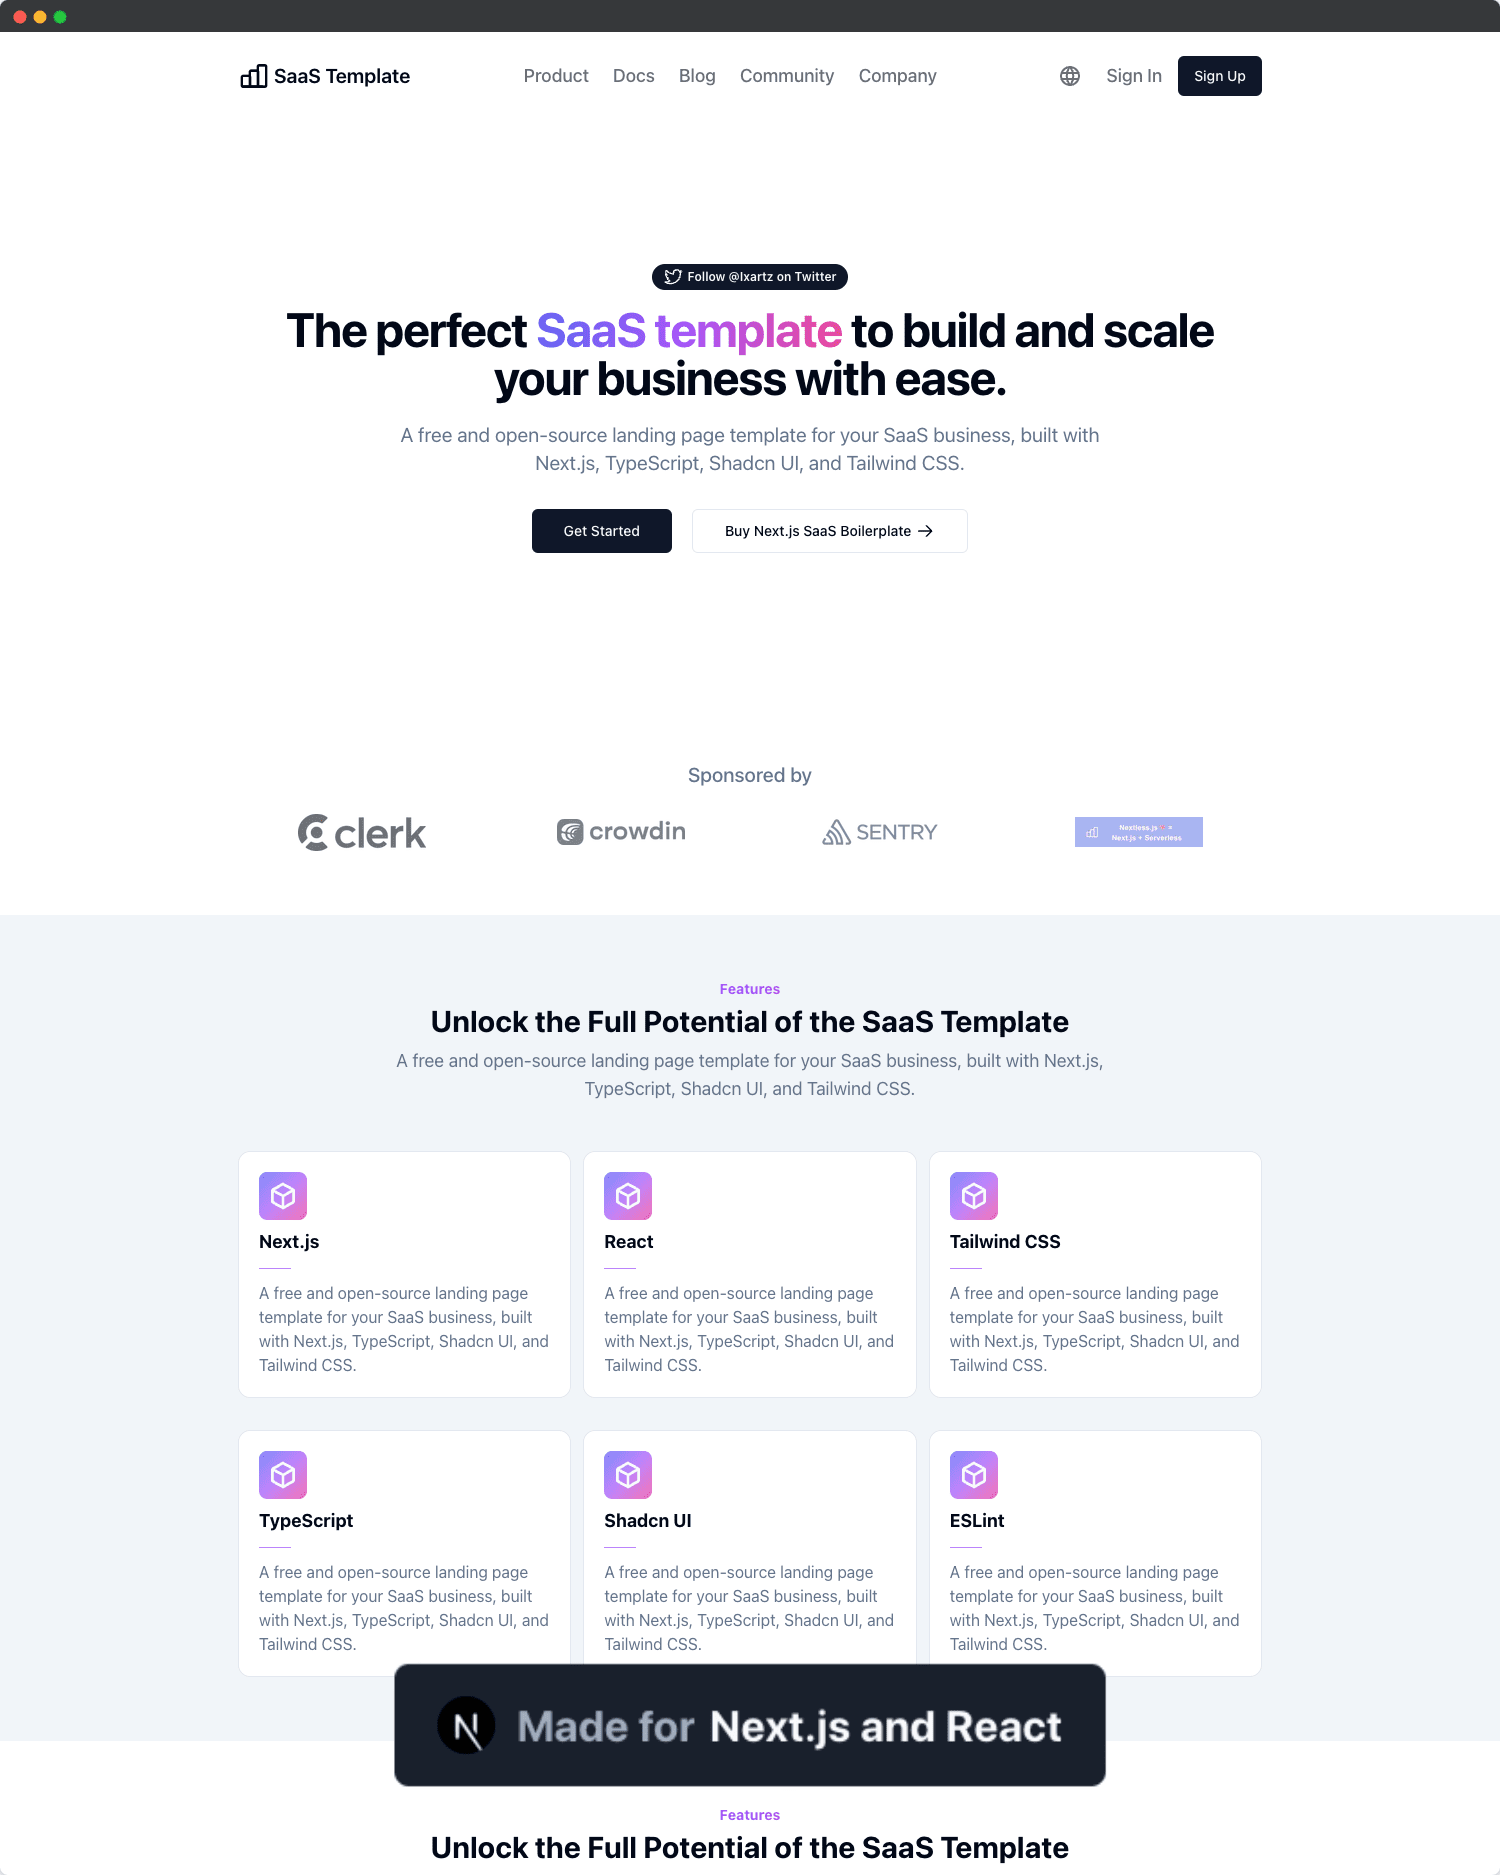 SaaS Template
Product Docs Blog Community Company
Sign In
Sign Up
Follow @Ixartz on Twitter
The perfect SaaS template to build and scale
your business with ease.
A free and open-source landing page template for your SaaS business, built with
Next.js, TypeScript, Shadcn UI, and Tailwind CSS.
Get Started
Buy Next.js SaaS Boilerplate
Sponsored by
clerk
crowdin
SENTRY
Nextless.js =
Next.js + Serverless
Features
Unlock the Full Potential of the SaaS Template
A free and open-source landing page template for your SaaS business, built with Next.js,
TypeScript, Shadcn UI, and Tailwind CSS.
Next.js
A free and open-source landing page
template for your SaaS business, built
with Next.js, TypeScript, Shadcn UI, and
Tailwind CSS.
React
A free and open-source landing page
template for your SaaS business, built
with Next.js, TypeScript, Shadcn UI, and
Tailwind CSS.
Tailwind CSS
A free and open-source landing page
template for your SaaS business, built
with Next.js, TypeScript, Shadcn UI, and
Tailwind CSS.
TypeScript
A free and open-source landing page
template for your SaaS business, built
with Next.js, TypeScript, Shadcn UI, and
Tailwind CSS.
Shadcn UI
A free and open-source landing page
template for your SaaS business, built
with Next.js, TypeScript, Shadcn UI, and
Tailwind CSS.
ESLint
A free and open-source landing page
template for your SaaS business, built
with Next.js, TypeScript, Shadcn UI, and
Tailwind CSS.
Made for Next.js and React
Features
Unlock the Full Potential of the SaaS Template